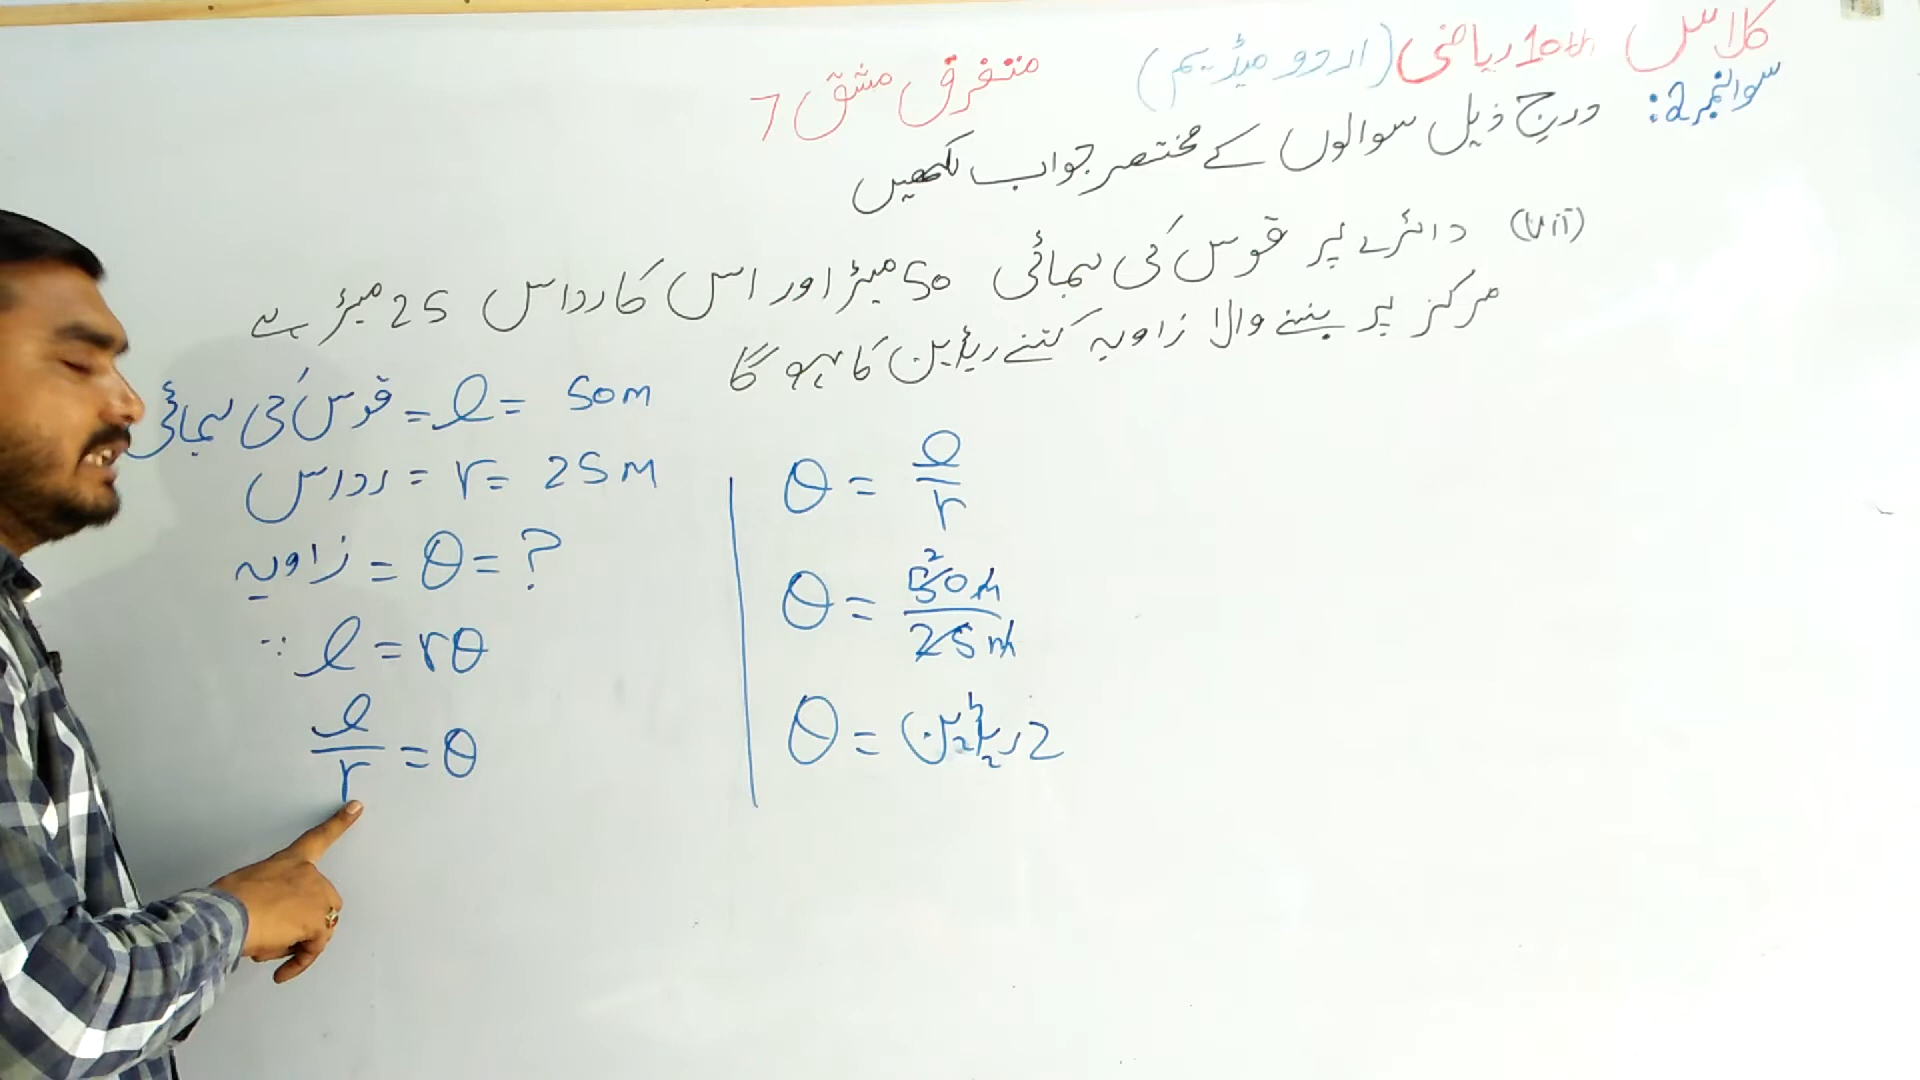 کلاس 10th ریاضی (اردو میڈیم) متفرق مشق 7
سوال نمبر 2: درج ذیل سوالوں کے مختصر جواب لکھیں
(vii) دائرے پر قوس کی لمبائی 50 میٹر اور اس کا رداس 25 میٹر ہے
مرکز پر بننے والا زاویہ کتنے ریڈین کا ہو گا
قوس کی لمبائی = l = 50m
رداس = r = 25m
زاویہ = θ = ?
∵ l = rθ
l/r = θ
θ = l/r
θ = 50m/25m 2
θ = 2 ریڈین